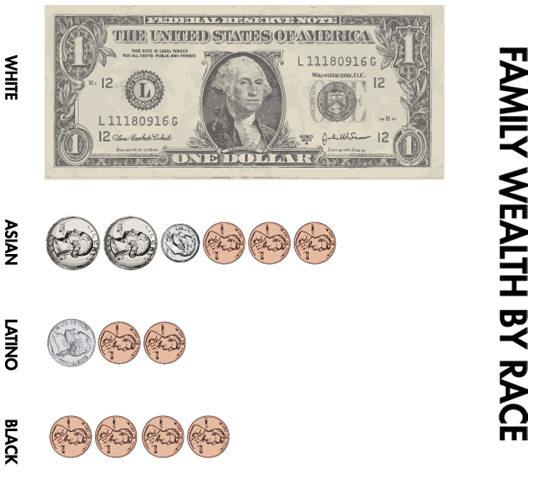 FAMILY WEALTH BY RACE
WHITE
FEDERAL RESERVE NOTE
THE UNITED STATES OF AMERICA
THIS NOTE IS LEGAL TENDER
FOR ALL DEBTS, PUBLIC AND PRIVATE
L 11180916 G
WASHINGTON, D.C.
12
12
L
L 11180916 G
12
12
1
1
1
1
ONE DOLLAR
ASIAN
LATINO
BLACK